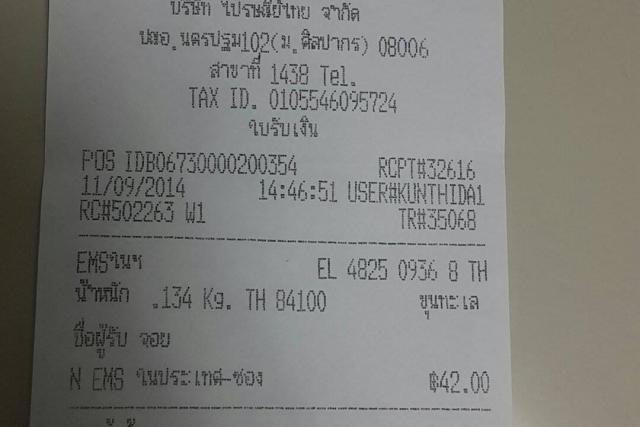 บริษัท ไปรษณีย์ไทย จำกัด
ปณอ.นครปฐม102(ม.ศิลปากร) 08006
สาขาที่ 1438 Tel.
TAX ID. 0105546095724
ใบรับเงิน
POS IDB06730000200354 RCPT#32616
11/09/2014 14:46:51 USER#KUNTHIDA1
RC#502263 W1 TR#35068
EMSในฯ EL 4825 0936 8 TH
น้ำหนัก .134 Kg. TH 84100 ขุนทะเล
ชื่อผู้รับ จอย
N EMS ในประเทศ-ซอง ฿42.00